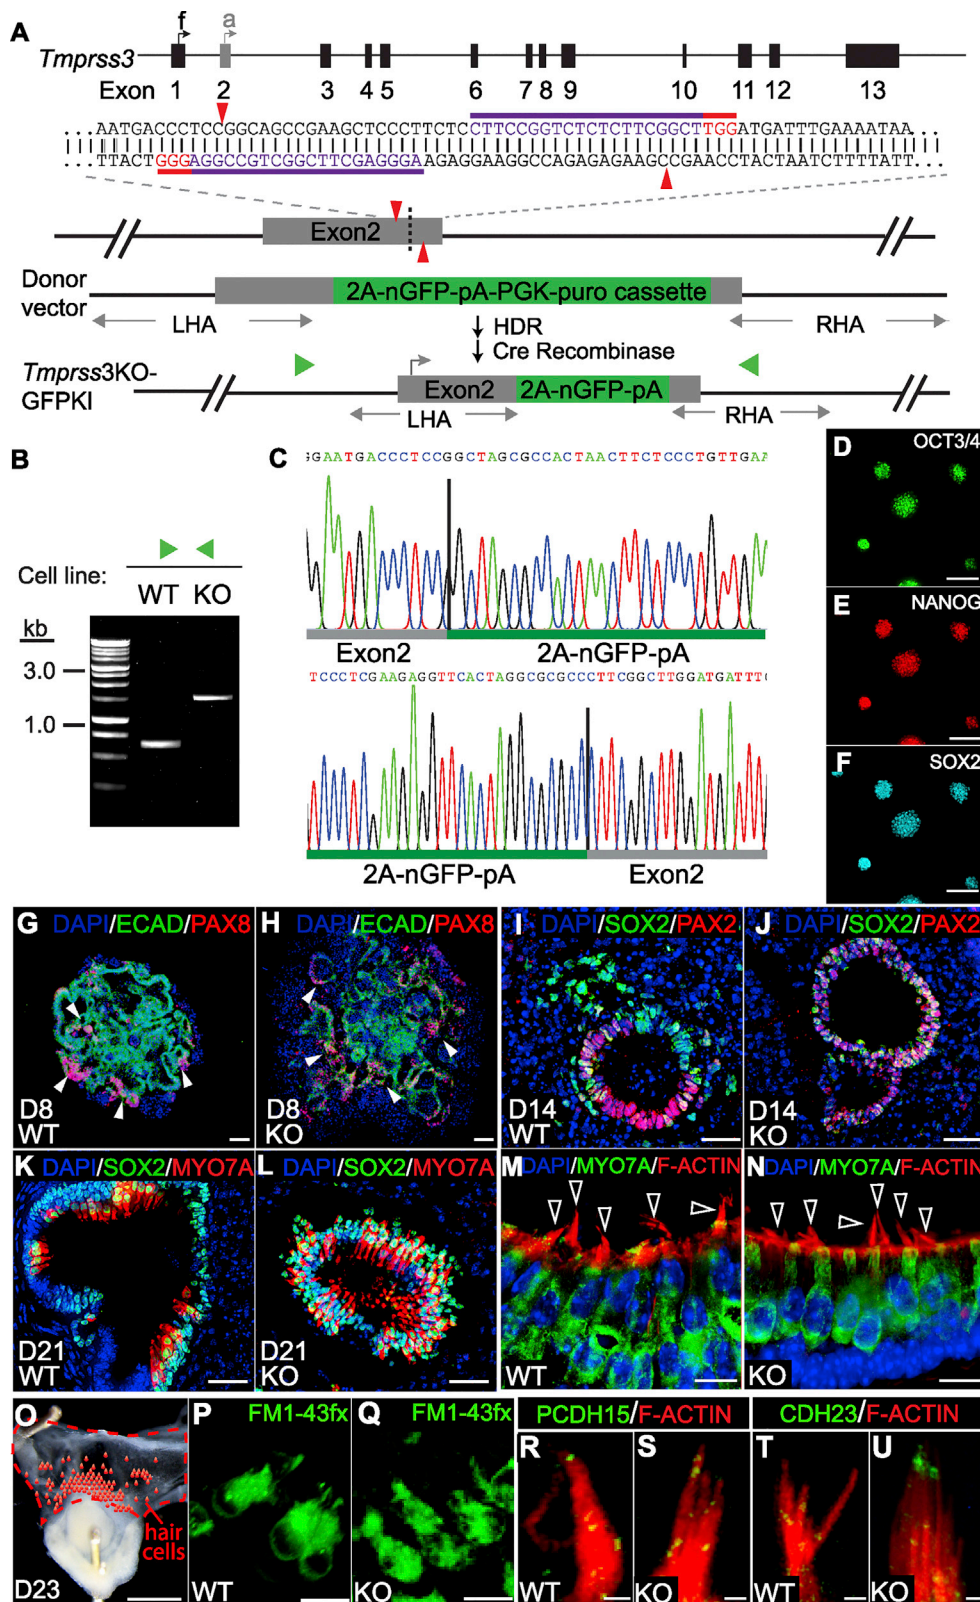 A
f
a
Tmprss3
Exon 1 2 3 4 5 6 7 8 9 10 11 12 13
...AATGACCCTCCGGCAGCCGAAGCTCCCTTCTCCTTCCGGTCTCTCTTCGGCTTGGATGATTTGAAAATAA...
...TTACTGGGAGGCCGTCGGCTTCGAGGGAAGAGGAAGGCCAGAGAGAAGCCGAACCTACTAATCTTTTATT...
Exon2
Donor vector
2A-nGFP-pA-PGK-puro cassette
LHA
HDR
RHA
Cre Recombinase
Tmprss3KO-GFPKI
Exon2
2A-nGFP-pA
LHA
RHA
B
Cell line:
WT KO
kb
3.0
1.0
C
GGAATGACCCTCCGGCTAGCGCCACTAACTTCTCCCTGTTGAA
Exon2
2A-nGFP-pA
TCCCTCGAAGAGGTTCACTAGGCGCGCCCTTCGGCTTGGATGATTT
2A-nGFP-pA
Exon2
D
OCT3/4
E
NANOG
F
SOX2
G DAPI/ECAD/PAX8
D8
WT
H DAPI/ECAD/PAX8
D8
KO
I DAPI/SOX2/PAX2
D14
WT
J DAPI/SOX2/PAX2
D14
KO
K DAPI/SOX2/MYO7A
D21
WT
L DAPI/SOX2/MYO7A
D21
KO
M DAPI/MYO7A/F-ACTIN
WT
N DAPI/MYO7A/F-ACTIN
KO
O
hair
cells
D23
P FM1-43fx
WT
Q FM1-43fx
KO
PCDH15/F-ACTIN
R
WT
S
KO
CDH23/F-ACTIN
T
WT
U
KO